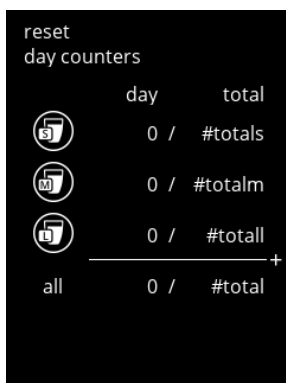 reset
day counters
day total
S 0 / #totals
M 0 / #totalm
L 0 / #totall
+
all 0 / #total